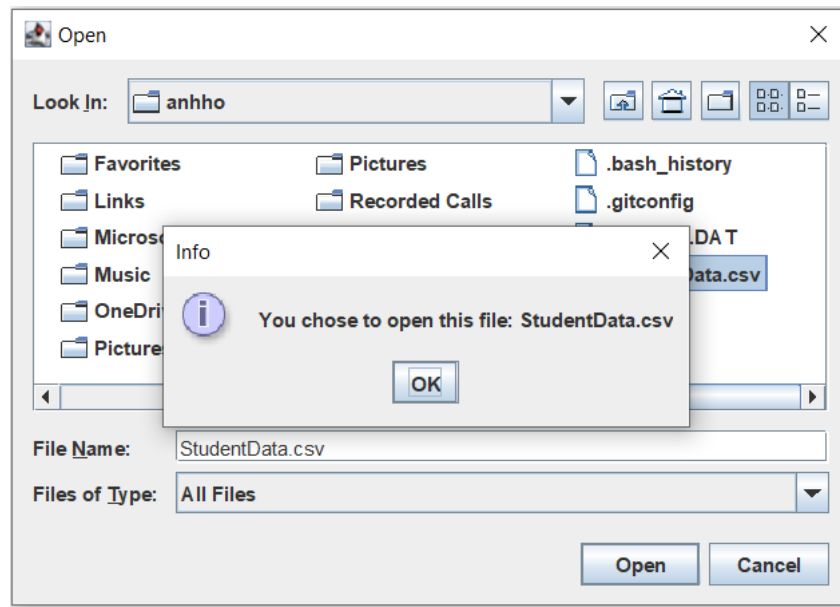 Open
Look In: anhho
Favorites Pictures .bash_history
Links Recorded Calls .gitconfig
.DAT
Music
Info
You chose to open this file: StudentData.csv
OK
File Name: StudentData.csv
Files of Type: All Files
Open Cancel